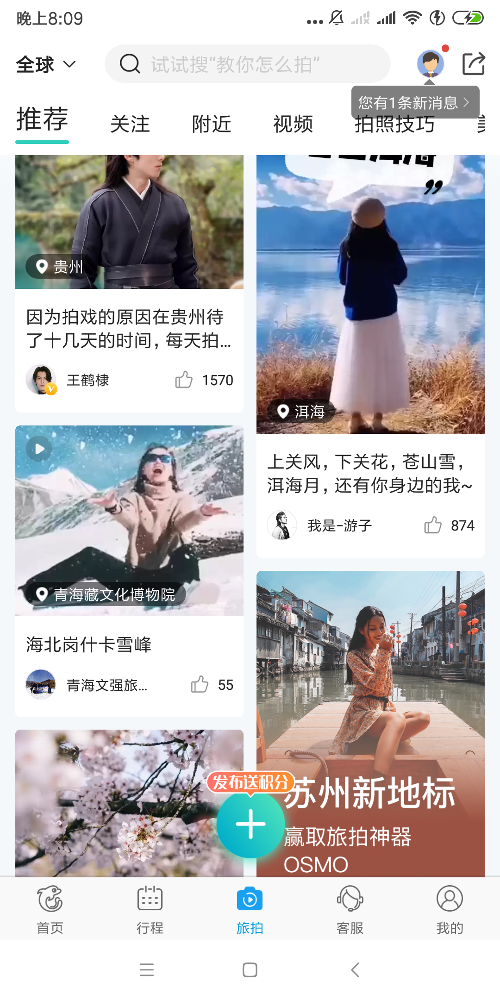 晚上8:09
全球
试试搜“教你怎么拍”
您有1条新消息
推荐
关注
附近
视频
拍照技巧
”
贵州
因为拍戏的原因在贵州待
了十几天的时间，每天拍...
王鹤棣
1570
洱海
上关风，下关花，苍山雪，
洱海月，还有你身边的我~
我是-游子
874
青海藏文化博物院
海北岗什卡雪峰
青海文强旅...
55
苏州新地标
赢取旅拍神器
OSMO
发布送积分
首页
行程
旅拍
客服
我的